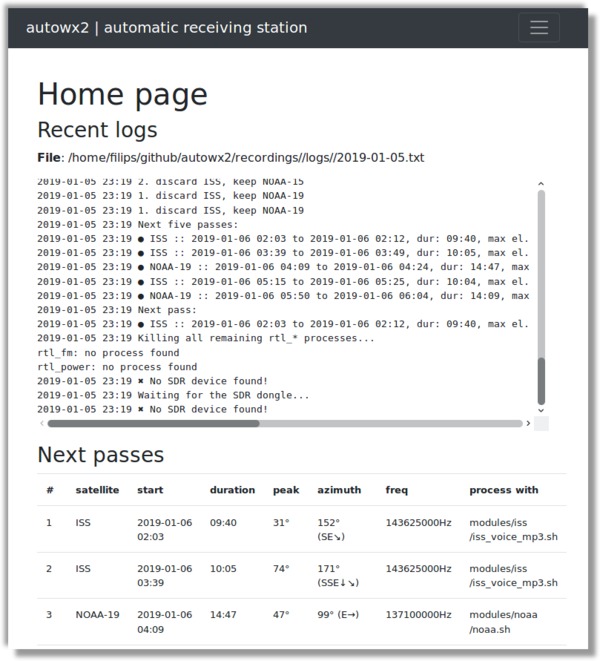 autowx2 | automatic receiving station
Home page
Recent logs
File: /home/filips/github/autowx2/recordings//logs//2019-01-05.txt
2019-01-05 23:19 2. discard ISS, keep NOAA-15
2019-01-05 23:19 1. discard ISS, keep NOAA-19
2019-01-05 23:19 1. discard ISS, keep NOAA-19
2019-01-05 23:19 Next five passes:
2019-01-05 23:19 ● ISS :: 2019-01-06 02:03 to 2019-01-06 02:12, dur: 09:40, max el.
2019-01-05 23:19 ● ISS :: 2019-01-06 03:39 to 2019-01-06 03:49, dur: 10:05, max el.
2019-01-05 23:19 ● NOAA-19 :: 2019-01-06 04:09 to 2019-01-06 04:24, dur: 14:47, max
2019-01-05 23:19 ● ISS :: 2019-01-06 05:15 to 2019-01-06 05:25, dur: 10:04, max el.
2019-01-05 23:19 ● NOAA-19 :: 2019-01-06 05:50 to 2019-01-06 06:04, dur: 14:09, max
2019-01-05 23:19 Next pass:
2019-01-05 23:19 ● ISS :: 2019-01-06 02:03 to 2019-01-06 02:12, dur: 09:40, max el.
2019-01-05 23:19 Killing all remaining rtl_* processes...
rtl_fm: no process found
rtl_power: no process found
2019-01-05 23:19 ✖ No SDR device found!
2019-01-05 23:19 Waiting for the SDR dongle...
2019-01-05 23:19 ✖ No SDR device found!
Next passes
# satellite start duration peak azimuth freq process with
1 ISS 2019-01-06 09:40 31° 152° 143625000Hz modules/iss
02:03 (SE↘) /iss_voice_mp3.sh
2 ISS 2019-01-06 10:05 74° 171° 143625000Hz modules/iss
03:39 (SSE↓↘) /iss_voice_mp3.sh
3 NOAA-19 2019-01-06 14:47 47° 99° (E→) 137100000Hz modules/noaa
04:09 /noaa.sh